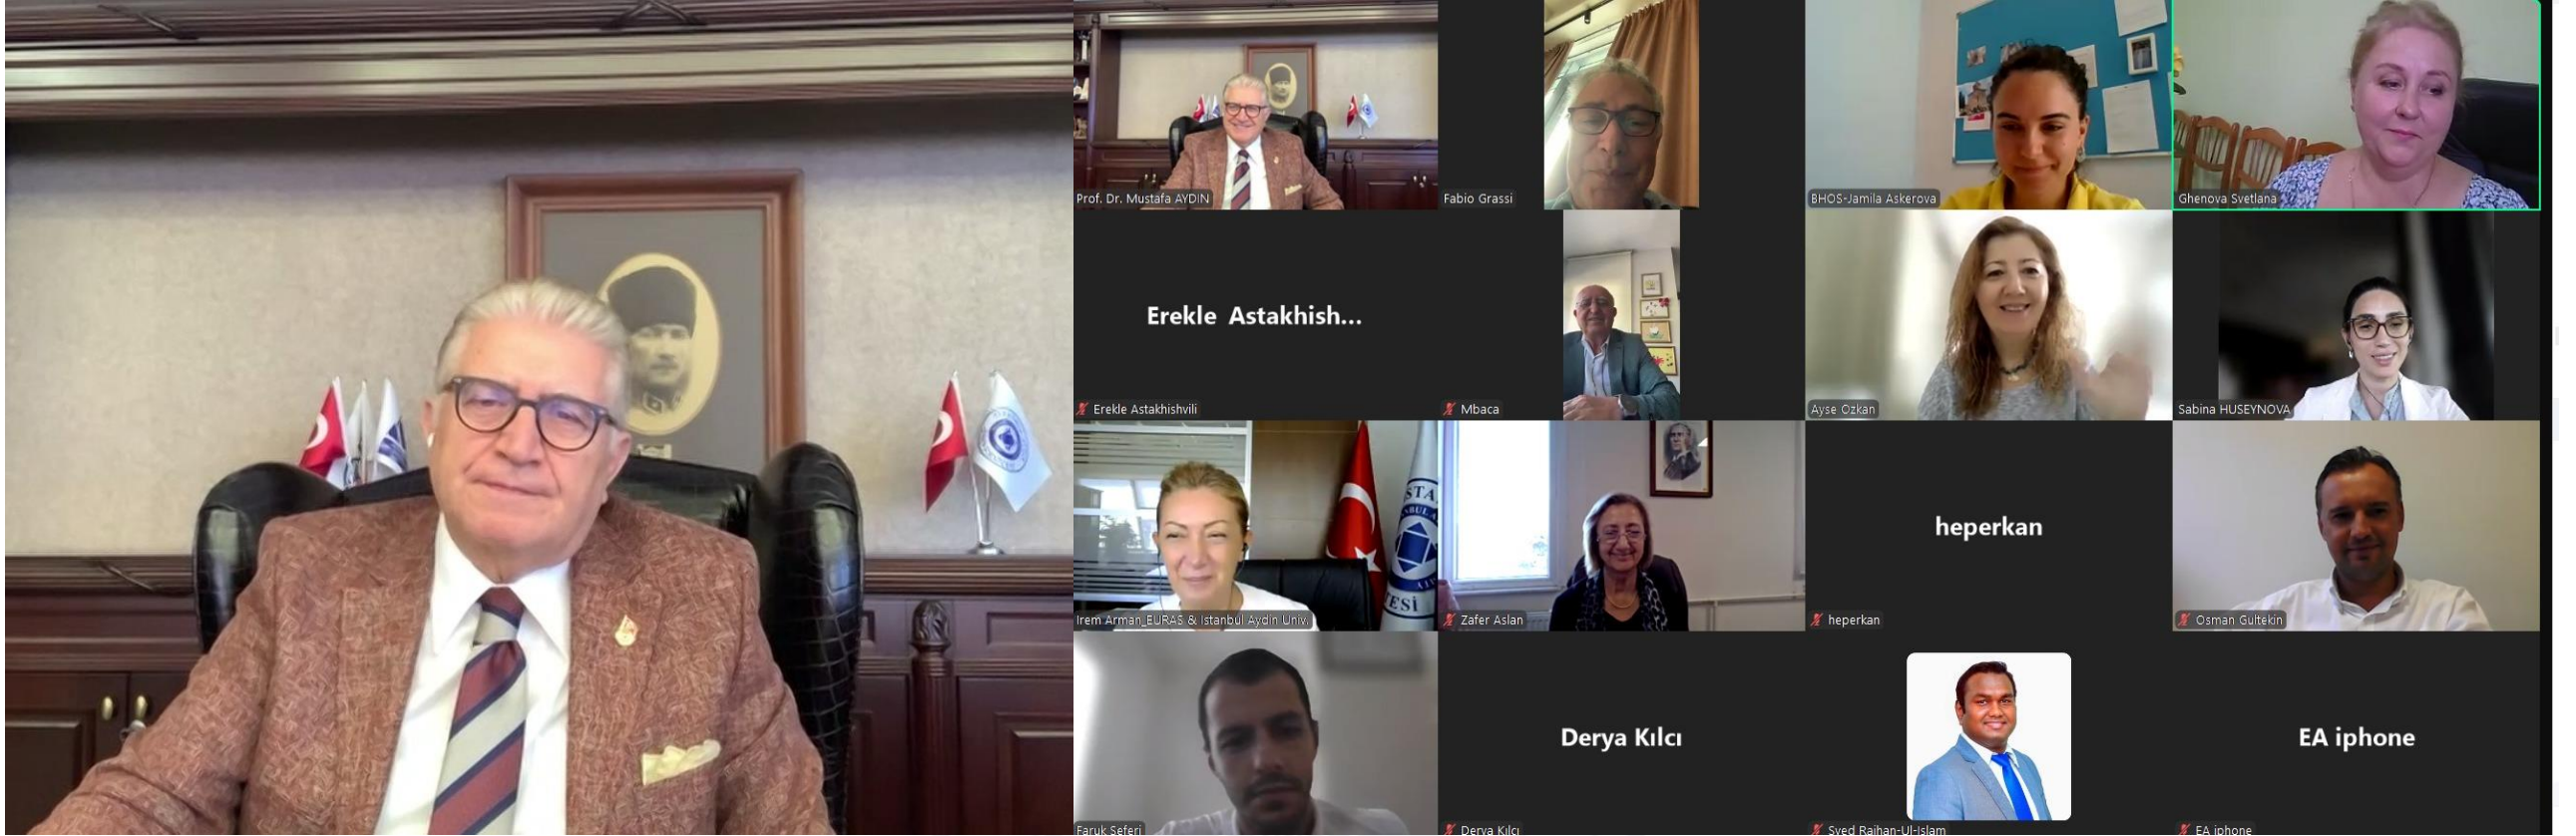 Prof. Dr. Mustafa AYDIN
Fabio Grassi
BHOS-Jamila Askerova
Ghenova Svetlana
Erekle Astakhish...
Erekle Astakhishvili
Mbaca
Ayse Ozkan
Sabina HUSEYNOVA
Irem Arman_EURAS & Istanbul Aydin Univ.
Zafer Aslan
heperkan
heperkan
Osman Gültekin
Faruk Seferi
Derya Kılcı
Derya Kılcı
Syed Raihan-Ul-Islam
EA iphone
EA iphone